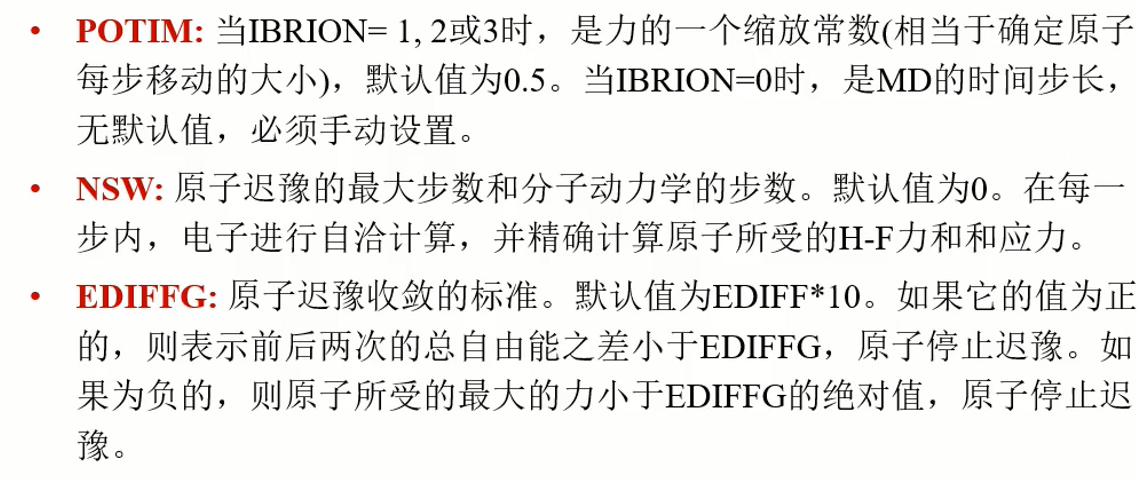 • POTIM: 当IBRION= 1, 2或3时，是力的一个缩放常数(相当于确定原子
每步移动的大小)，默认值为0.5。当IBRION=0时，是MD的时间步长，
无默认值，必须手动设置。
• NSW: 原子迟豫的最大步数和分子动力学的步数。默认值为0。在每一
步内，电子进行自洽计算，并精确计算原子所受的H-F力和和应力。
• EDIFFG: 原子迟豫收敛的标准。默认值为EDIFF*10。如果它的值为正
的，则表示前后两次的总自由能之差小于EDIFFG，原子停止迟豫。如
果为负的，则原子所受的最大的力小于EDIFFG的绝对值，原子停止迟
豫。